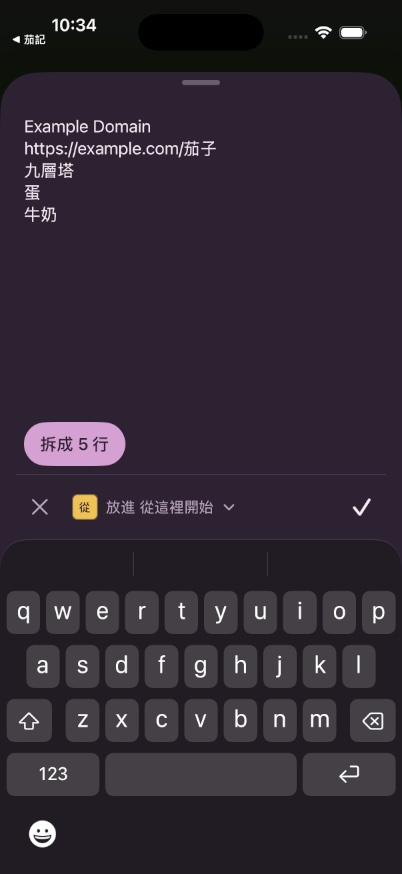 10:34
◀ 茄記
Example Domain
https://example.com/茄子
九層塔
蛋
牛奶
拆成 5 行
從 放進 從這裡開始
q w e r t y u i o p
a s d f g h j k l
z x c v b n m
123